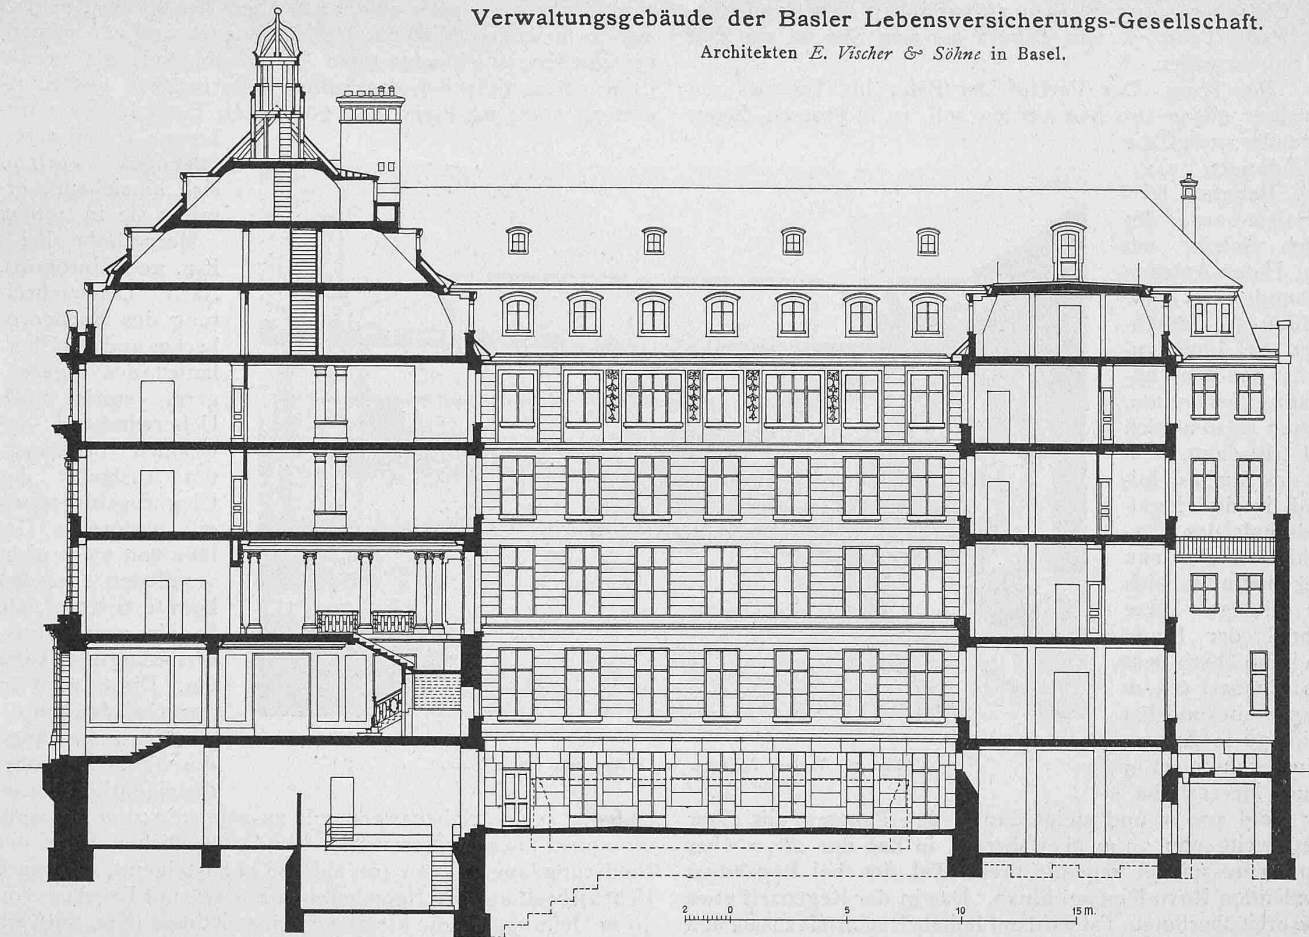 Verwaltungsgebäude der Basler Lebensversicherungs-Gesellschaft.
Architekten E. Vischer & Söhne in Basel.
2 0 5 10 15 m.